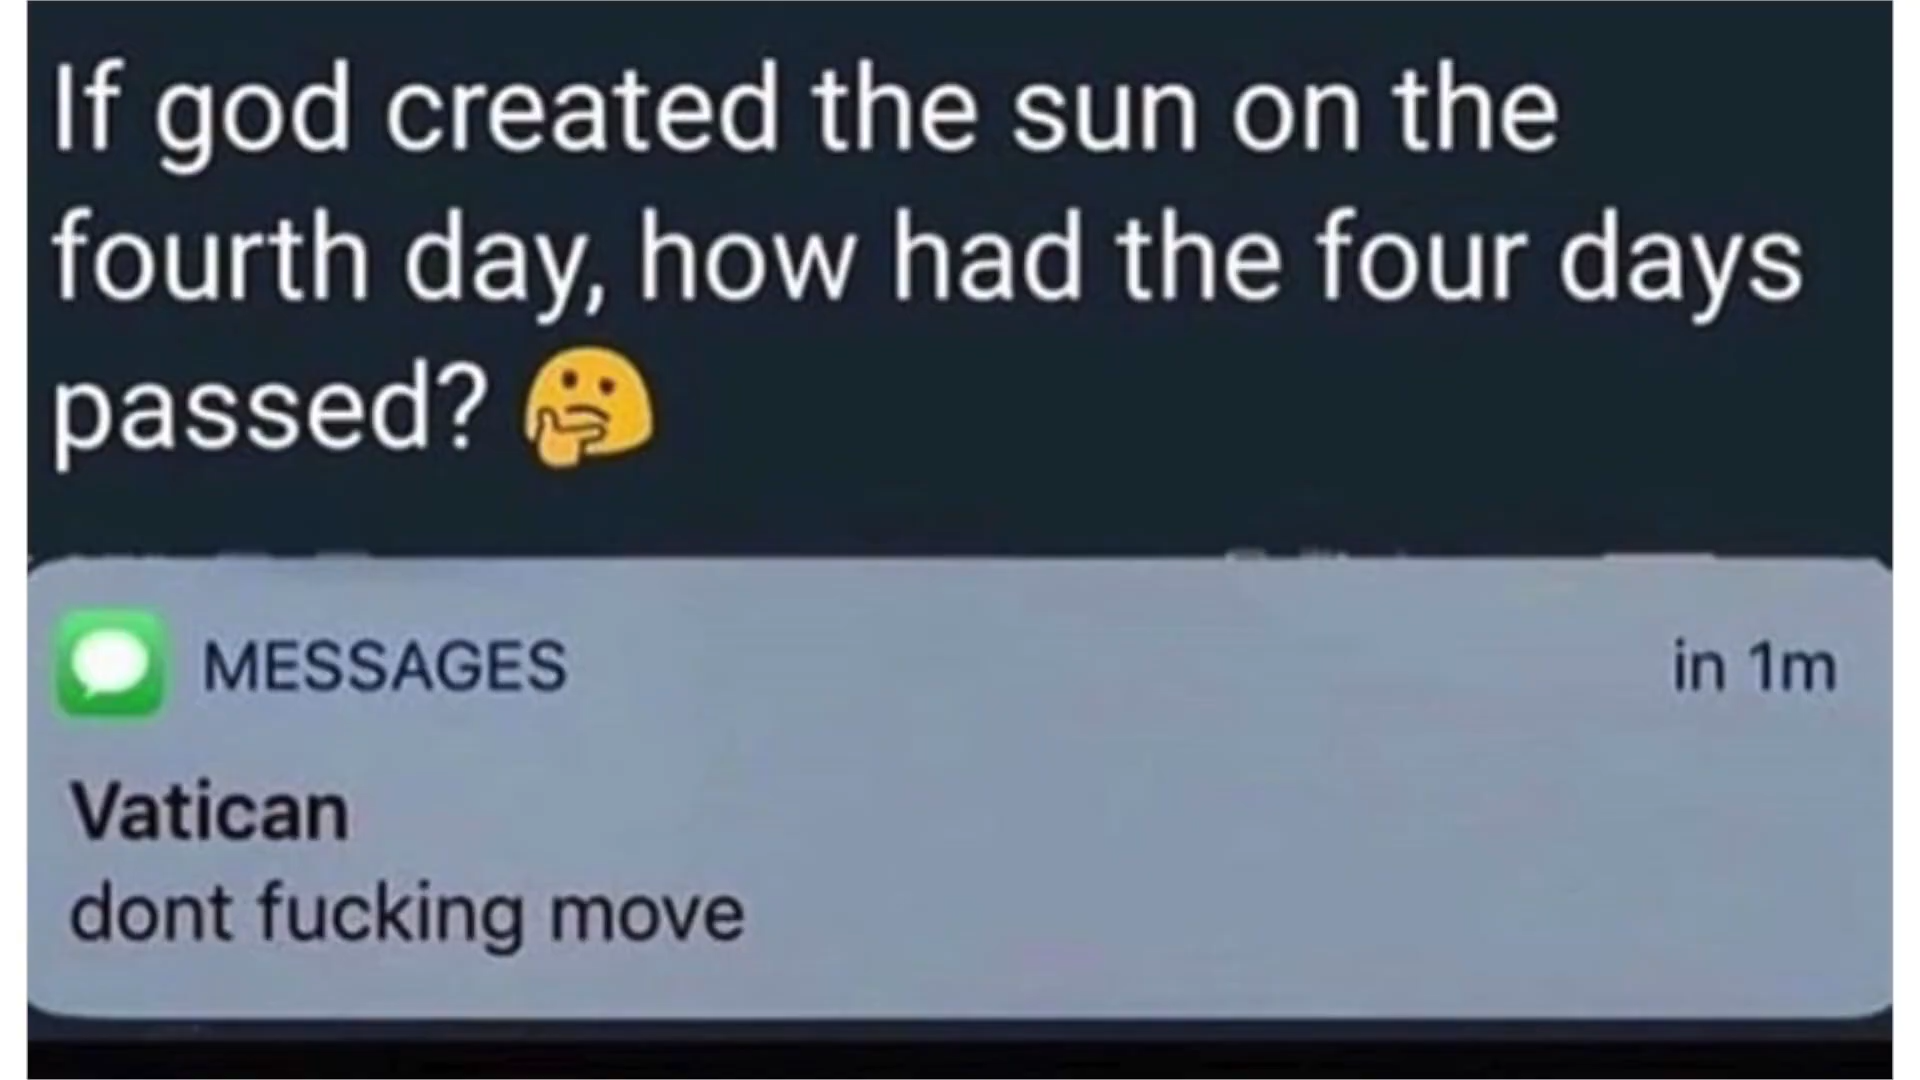 If god created the sun on the
fourth day, how had the four days
passed? 🤔
MESSAGES
in 1m
Vatican
dont fucking move